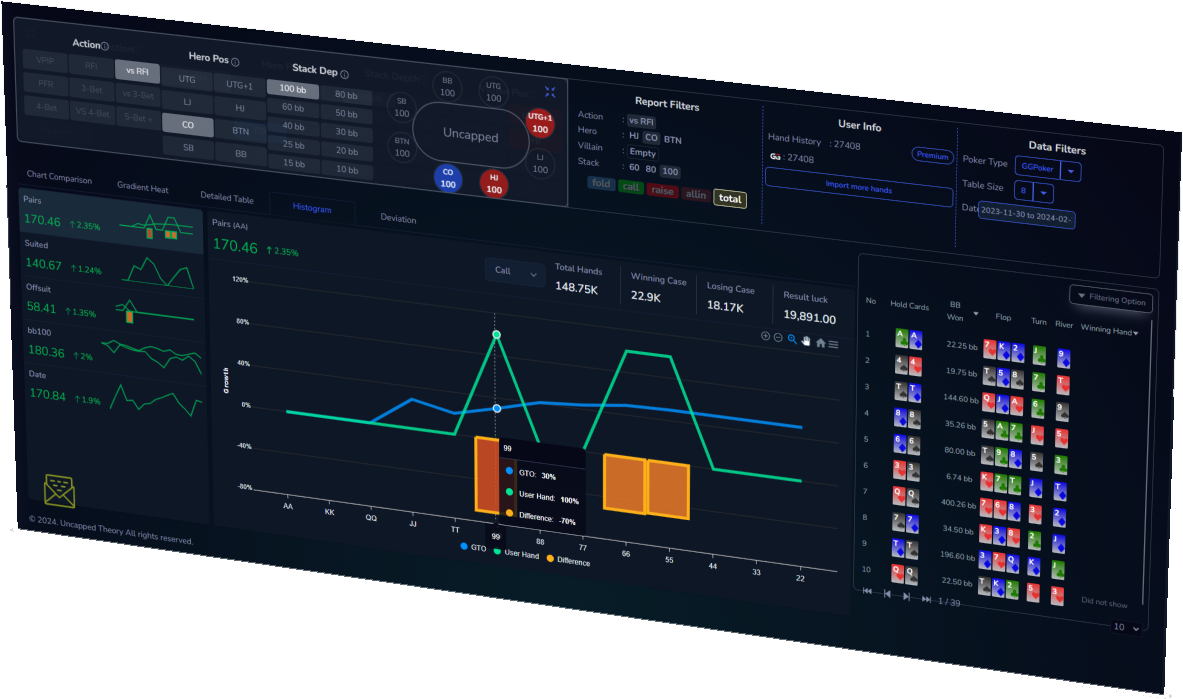 Action
Hero Pos
Stack Dep
VPIP RFI vs RFI UTG UTG+1 100 bb 80 bb
PFR 3-Bet vs 3-Bet LJ HJ 60 bb 50 bb
4-Bet VS 4-Bet 5-Bet + CO BTN 40 bb 30 bb
SB BB 25 bb 20 bb
15 bb 10 bb
BB 100
UTG 100
SB 100
UTG+1 100
Uncapped
BTN 100
LJ 100
CO 100
HJ 100
Report Filters
Action : vs RFI
Hero : HJ CO BTN
Villain : Empty
Stack : 60 80 100
fold call raise allin total
User Info
Hand History : 27408
GG : 27408
Premium
Import more hands
Data Filters
Poker Type GGPoker
Table Size 8
Date 2023-11-30 to 2024-02-
Chart Comparison
Gradient Heat
Detailed Table
Histogram
Deviation
Pairs
170.46 ↑ 2.35%
Suited
140.67 ↑ 1.24%
Offsuit
58.41 ↑ 1.35%
bb100
180.36 ↑ 2%
Date
170.84 ↑ 1.9%
© 2024. Uncapped Theory All rights reserved.
Pairs (AA)
170.46 ↑ 2.35%
Call
Total Hands
148.75K
Winning Case
22.9K
Losing Case
18.17K
Result luck
19,891.00
120%
80%
40%
0%
-40%
-80%
Growth
99
GTO: 30%
User Hand: 100%
Difference: -70%
AA KK QQ JJ TT 99 88 77 66 55 44 33 22
99
GTO User Hand Difference
Filtering Option
No Hold Cards BB Won Flop Turn River Winning Hand
1 A A 22.25 bb 7 K 2 J 9
2 4 4 19.75 bb T 5 8 7 T
3 T T 144.60 bb Q J A 6 9
4 8 8 35.26 bb 5 A 7 J 5
5 6 6 80.00 bb T 9 8 5 3
6 3 3 6.74 bb K 7 T J T
7 Q Q 400.26 bb 7 6 8 3 2
8 7 7 34.50 bb K 3 8 2 J
9 T T 196.60 bb 3 7 Q K J
10 Q Q 22.50 bb T K 2 5 3 Did not show
1 / 39
10